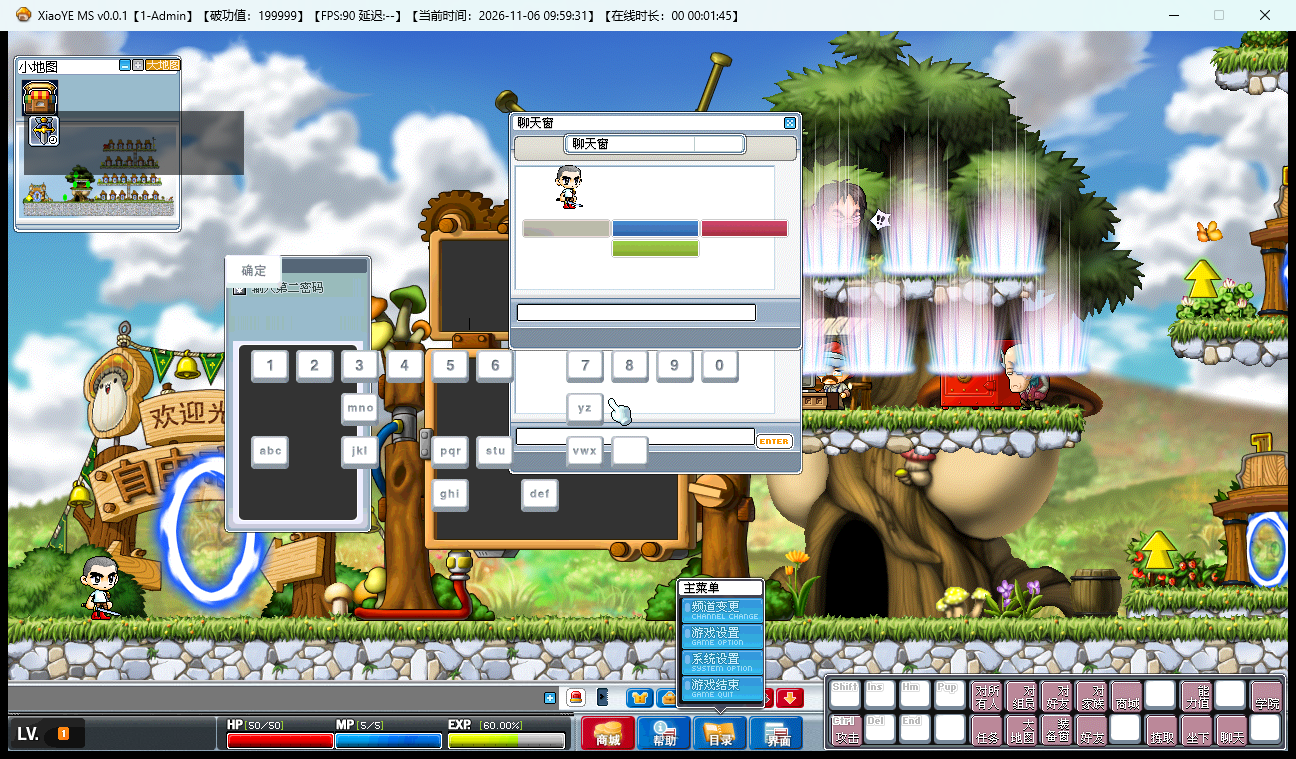 XiaoYE MS v0.0.1【1-Admin】【破功值：199999】【FPS:90 延迟:--】【当前时间：2026-11-06 09:59:31】【在线时长：00 00:01:45】
小地图 大地图
聊天窗
聊天窗
确定
输入第二密码
1 2 3 4 5 6 7 8 9 0
mno yz
abc jkl pqr stu vwx
ghi def
ENTER
欢迎光
自由
主菜单
频道变更
CHANNEL CHANGE
游戏设置
GAME OPTION
系统设置
SYSTEM OPTION
游戏结束
GAME QUIT
LV. 1
HP [50/50] MP [5/5] EXP. [60.00%]
商城 帮助 目录 界面
Shift Ins Hm Pup 对所有人 对组员 对好友 对家族 商城 能力值 学院
Ctrl 攻击 Del End 任务 大地图 装备窗 好友 拣取 坐下 聊天